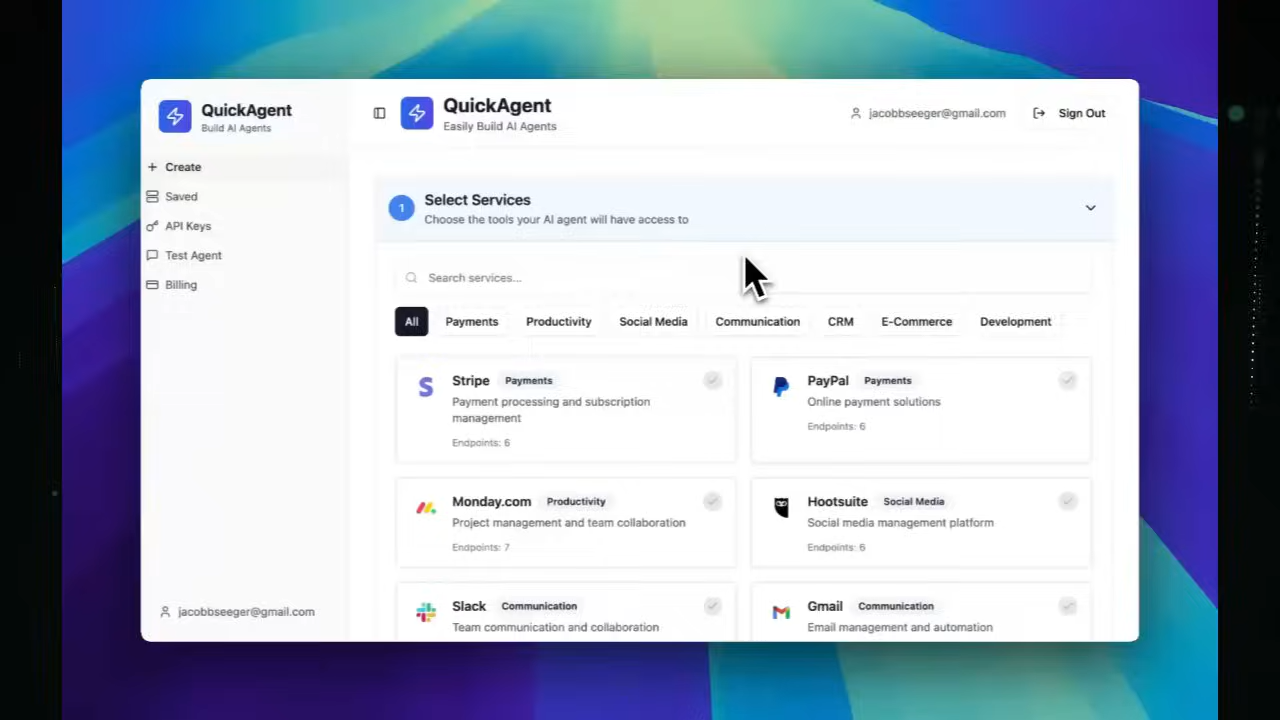 QuickAgent
Build AI Agents
Create
Saved
API Keys
Test Agent
Billing
jacobbseeger@gmail.com
QuickAgent
Easily Build AI Agents
jacobbseeger@gmail.com
Sign Out
1
Select Services
Choose the tools your AI agent will have access to
Search services...
All Payments Productivity Social Media Communication CRM E-Commerce Development
Stripe Payments
Payment processing and subscription
management
Endpoints: 6
PayPal Payments
Online payment solutions
Endpoints: 6
Monday.com Productivity
Project management and team collaboration
Endpoints: 7
Hootsuite Social Media
Social media management platform
Endpoints: 6
Slack Communication
Team communication and collaboration
Gmail Communication
Email management and automation